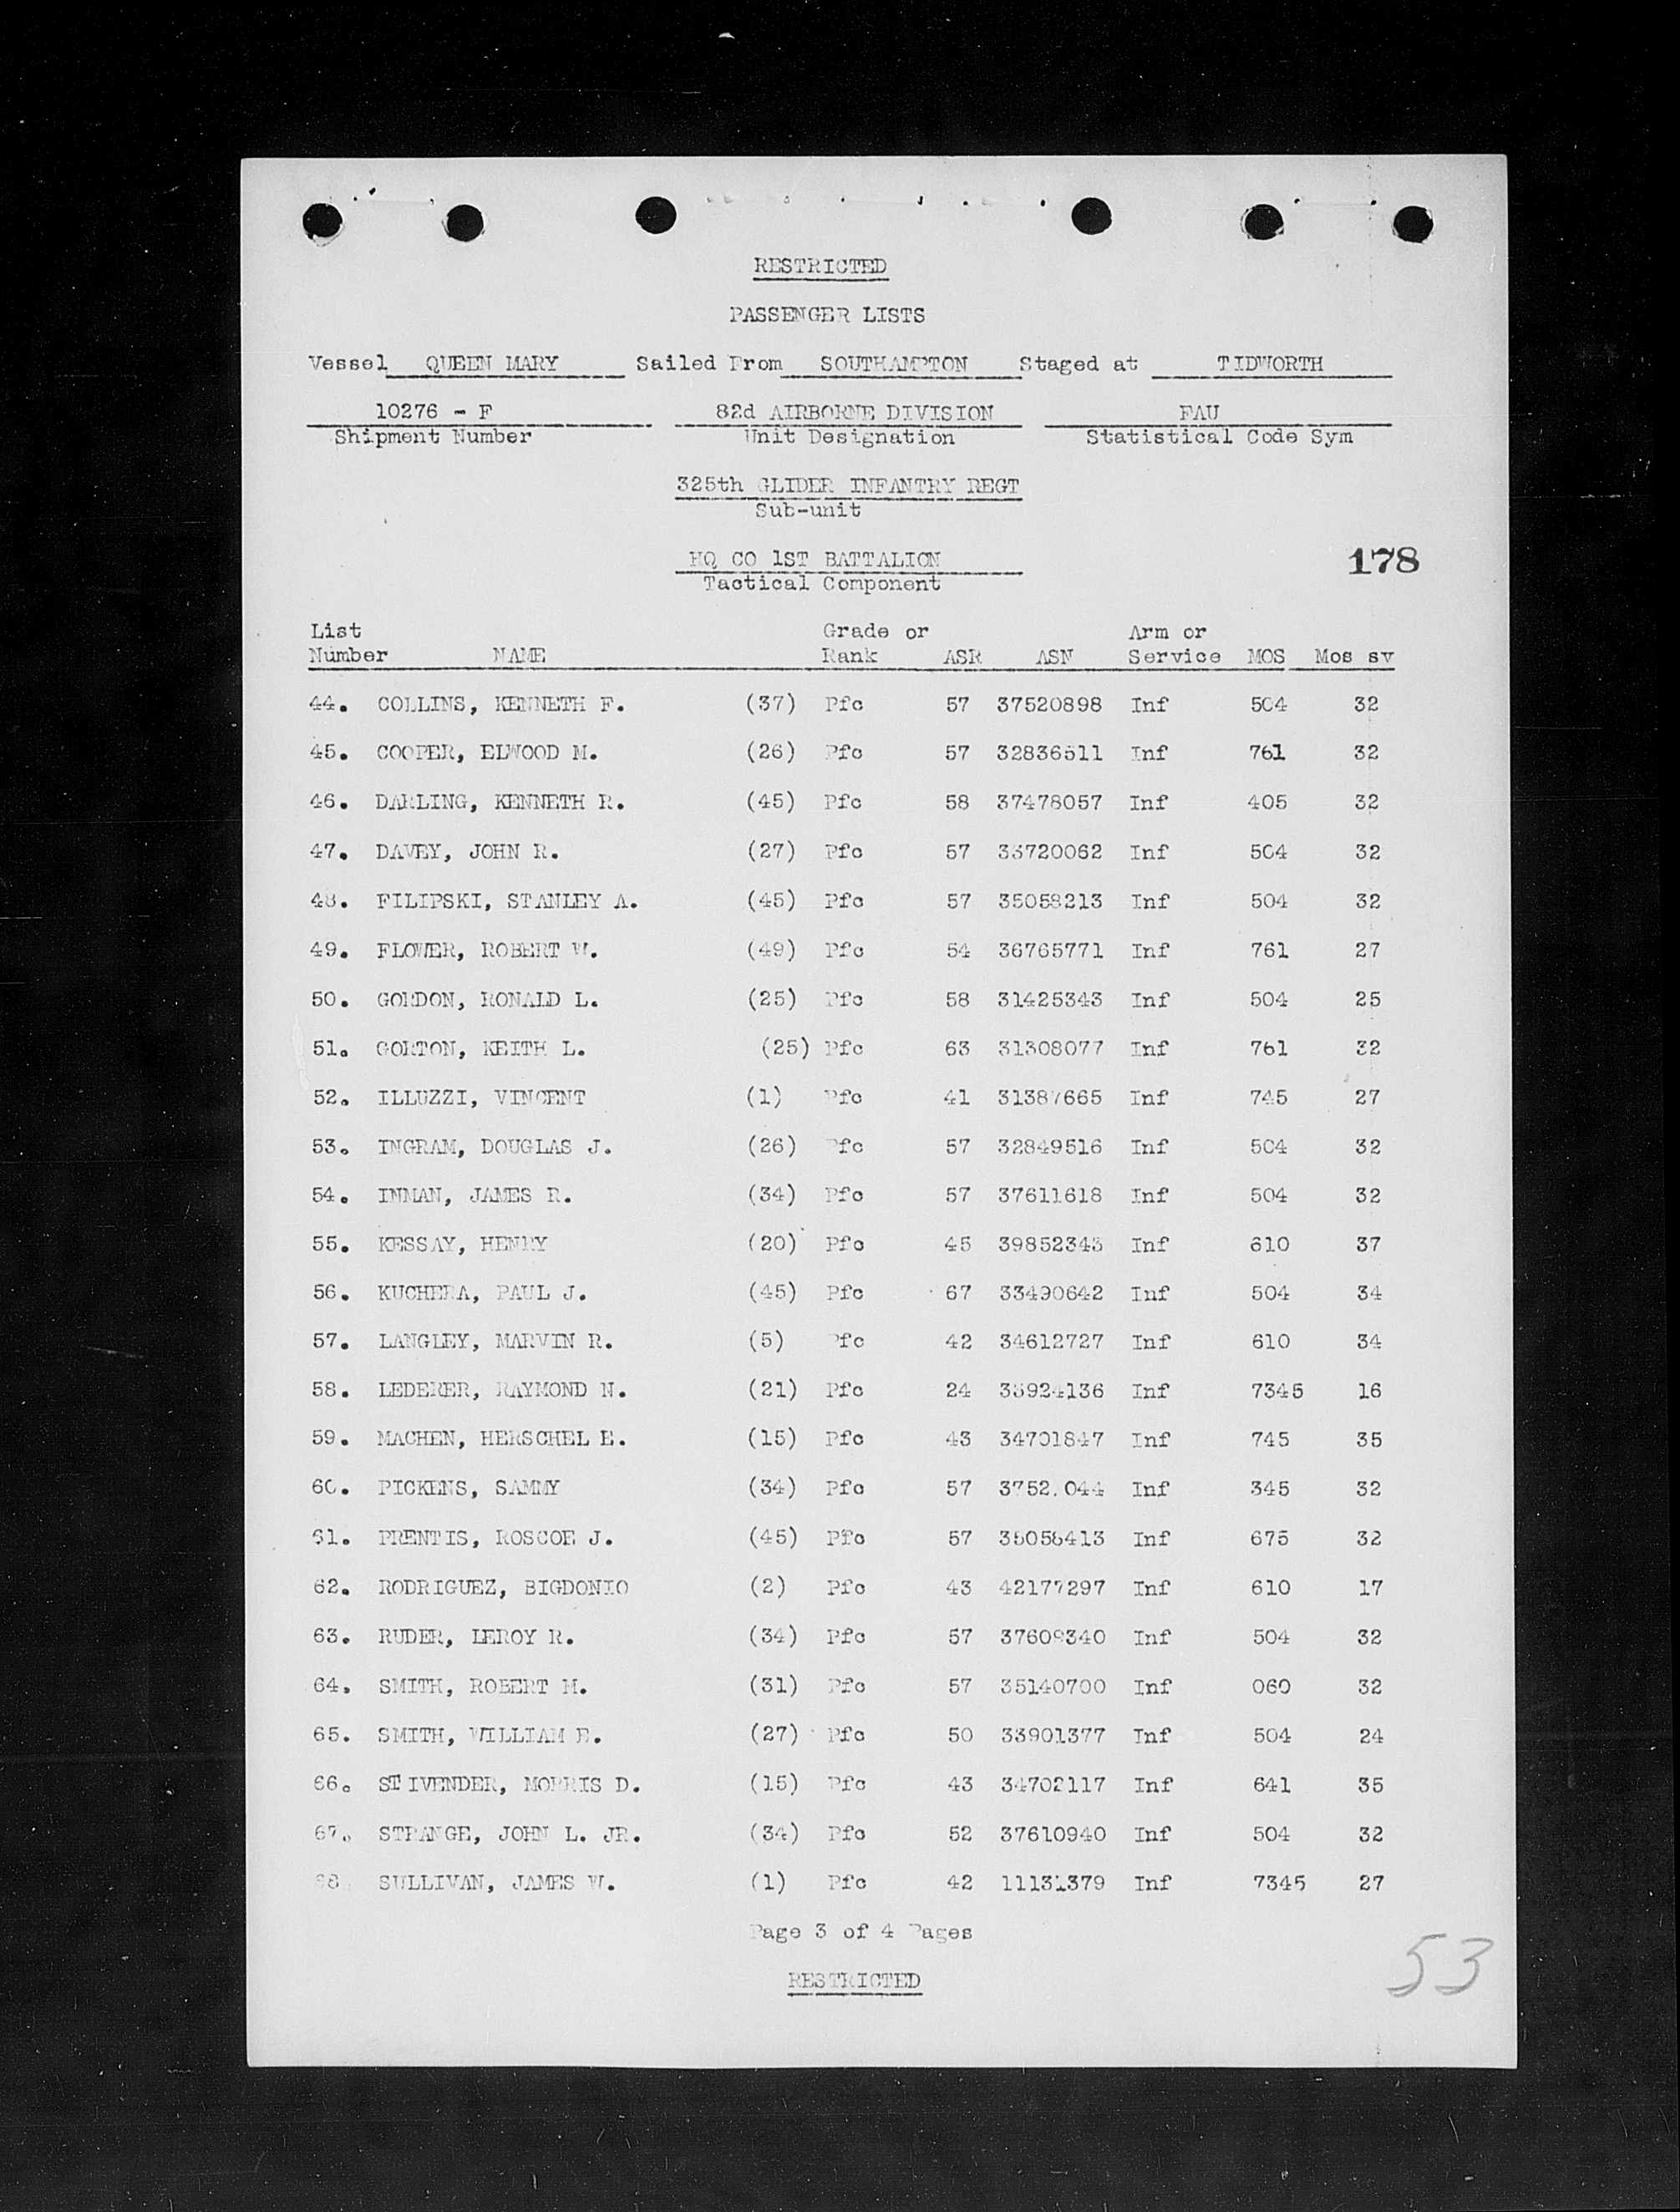 RESTRICTED
PASSENGER LISTS
Vessel QUEEN MARY Sailed From SOUTHAMPTON Staged at TIDWORTH
10276 - F 82d AIRBORNE DIVISION FAU
Shipment Number Unit Designation Statistical Code Sym
325th GLIDER INFANTRY REGT
Sub-unit
HQ CO 1ST BATTALION 178
Tactical Component
List Grade or Arm or
Number NAME Rank ASR ASN Service MOS Mos sv
44. COLLINS, KENNETH F. (37) Pfc 57 37520898 Inf 504 32
45. COOPER, ELWOOD M. (26) Pfc 57 32836511 Inf 761 32
46. DARLING, KENNETH R. (45) Pfc 58 37478057 Inf 405 32
47. DAVEY, JOHN R. (27) Pfc 57 Inf 504 32
48. FILIPSKI, STANLEY A. (45) Pfc 57 35058213 Inf 504 32
49. FLOWER, ROBERT W. (49) Pfc 54 36765771 Inf 761 27
50. GORDON, RONALD L. (25) Pfc 58 31425343 Inf 504 25
51. GORTON, KEITH L. (25) Pfc 63 31308077 Inf 761 32
52. ILLUZZI, VINCENT (1) Pfc 41 31387665 Inf 745 27
53. INGRAM, DOUGLAS J. (26) Pfc 57 32849516 Inf 504 32
54. INMAN, JAMES R. (34) Pfc 57 37611618 Inf 504 32
55. KESSAY, HENRY (20) Pfc 45 39852343 Inf 610 37
56. KUCHERA, PAUL J. (45) Pfc 67 33490642 Inf 504 34
57. LANGLEY, MARVIN R. (5) Pfc 42 34612727 Inf 610 34
58. LEDERER, RAYMOND N. (21) Pfc 24 Inf 7345 16
59. MACHEN, HERSCHEL E. (15) Pfc 43 34701847 Inf 745 35
60. PICKENS, SAMMY (34) Pfc 57 Inf 345 32
61. PRENTIS, ROSCOE J. (45) Pfc 57 Inf 675 32
62. RODRIGUEZ, BIGDONIO (2) Pfc 43 42177297 Inf 610 17
63. RUDER, LEROY R. (34) Pfc 57 37609340 Inf 504 32
64. SMITH, ROBERT M. (31) Pfc 57 35140700 Inf 060 32
65. SMITH, WILLIAM E. (27) Pfc 50 33901377 Inf 504 24
66. STIVENDER, MORRIS D. (15) Pfc 43 34702117 Inf 641 35
67. STRANGE, JOHN L. JR. (34) Pfc 52 37610940 Inf 504 32
68. SULLIVAN, JAMES W. (1) Pfc 42 11131379 Inf 7345 27
Page 3 of 4 Pages
RESTRICTED
53